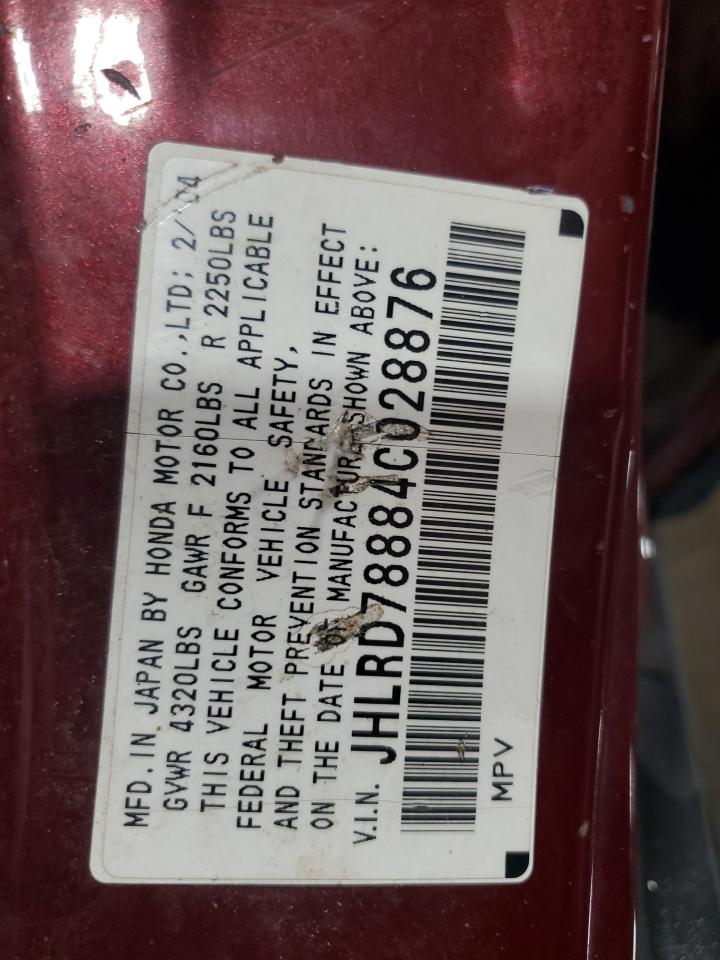 MFD. IN JAPAN BY HONDA MOTOR CO.,LTD; 2/04
GVWR 4320LBS GAWR F 2160LBS R 2250LBS
THIS VEHICLE CONFORMS TO ALL APPLICABLE
FEDERAL MOTOR VEHICLE SAFETY,
AND THEFT PREVENTION STANDARDS IN EFFECT
ON THE DATE OF MANUFACTURE SHOWN ABOVE:
V.I.N. JHLRD78884C028876
MPV